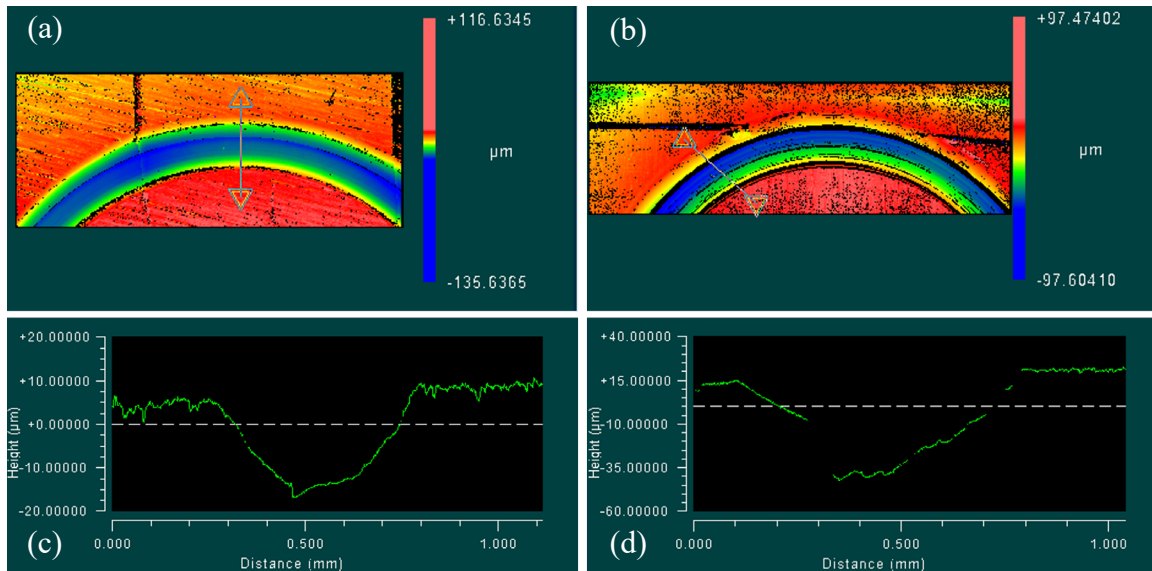 (a)
+116.6345
µm
-135.6365
(b)
+97.47402
µm
-97.60410
+20.00000
+10.00000
+0.00000
-10.00000
-20.00000
Height (µm)
0.000
0.500
1.000
Distance (mm)
(c)
+40.00000
+15.00000
-10.00000
-35.00000
-60.00000
Height (µm)
0.000
0.500
1.000
Distance (mm)
(d)